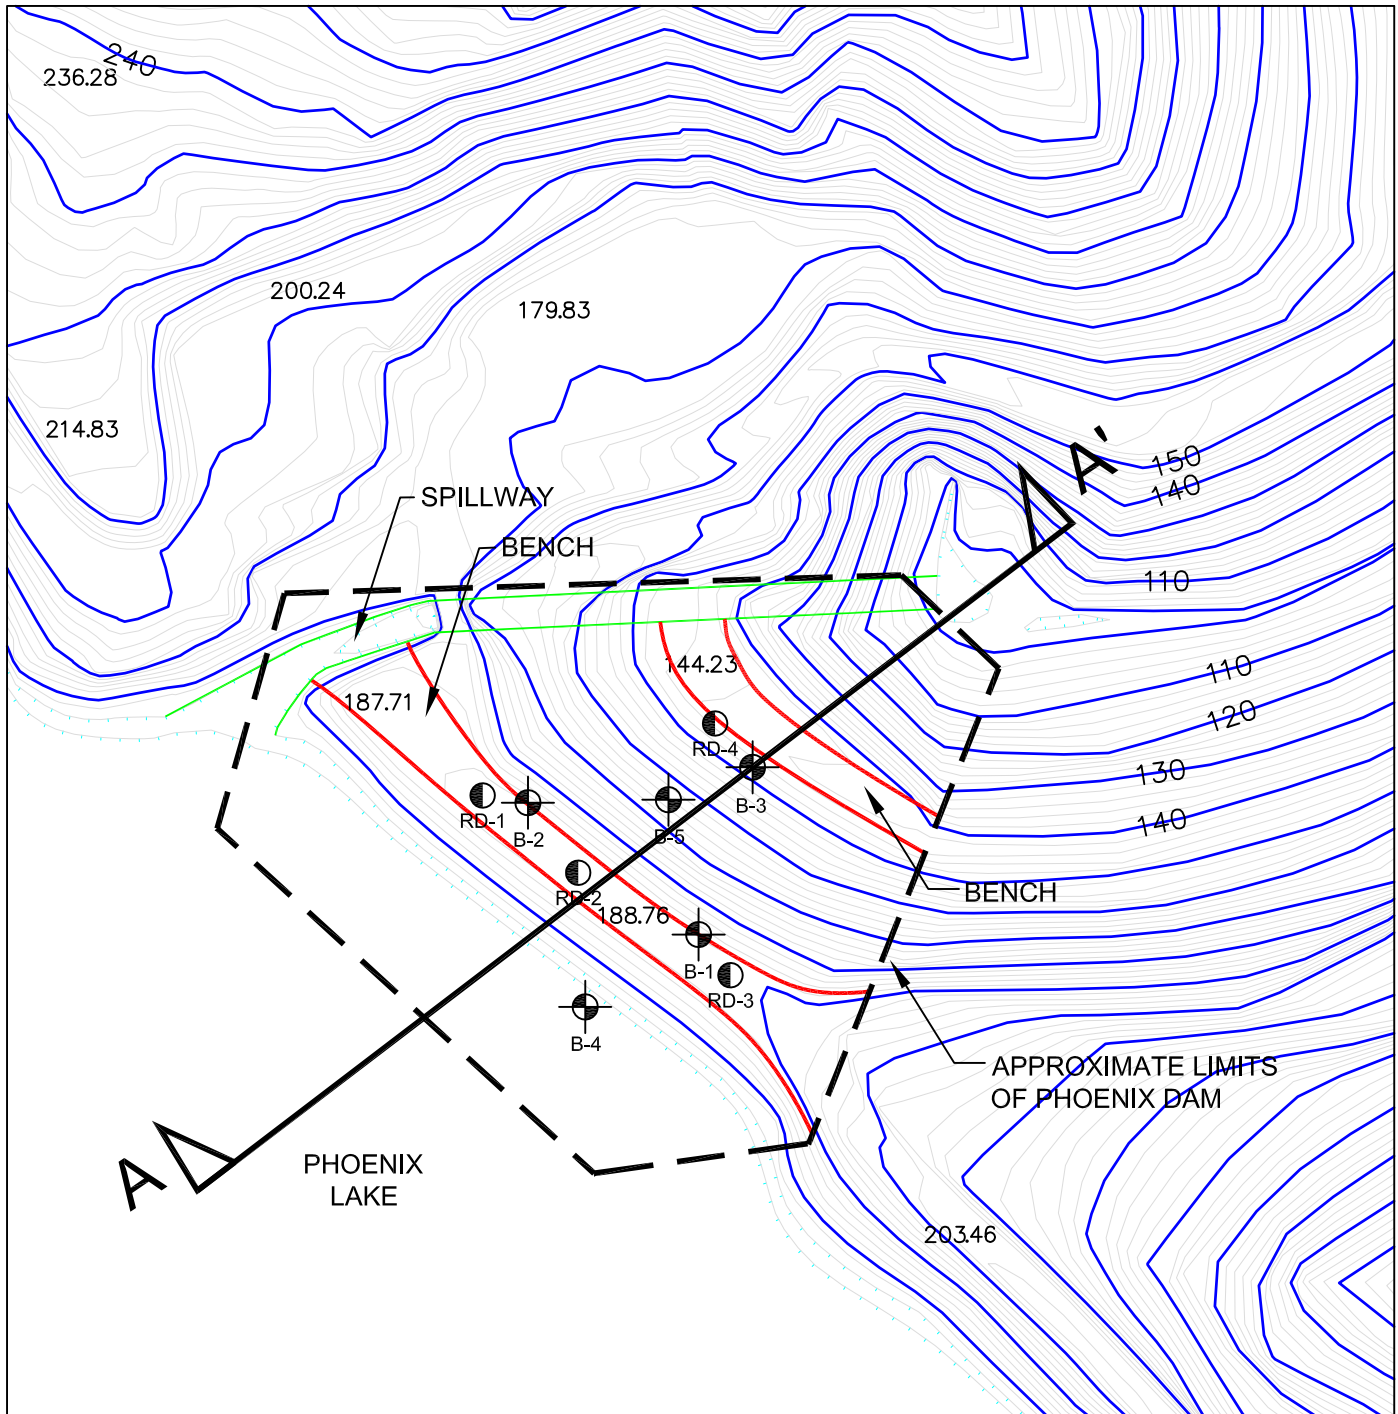 240
236.28
200.24
179.83
214.83
A'
150
140
SPILLWAY
BENCH
110
144.23
110
187.71
120
RD-4
130
B-3
RD-1
B-2
B-5
140
RD-2
BENCH
188.76
B-1
RD-3
B-4
APPROXIMATE LIMITS
OF PHOENIX DAM
A
PHOENIX
LAKE
203.46